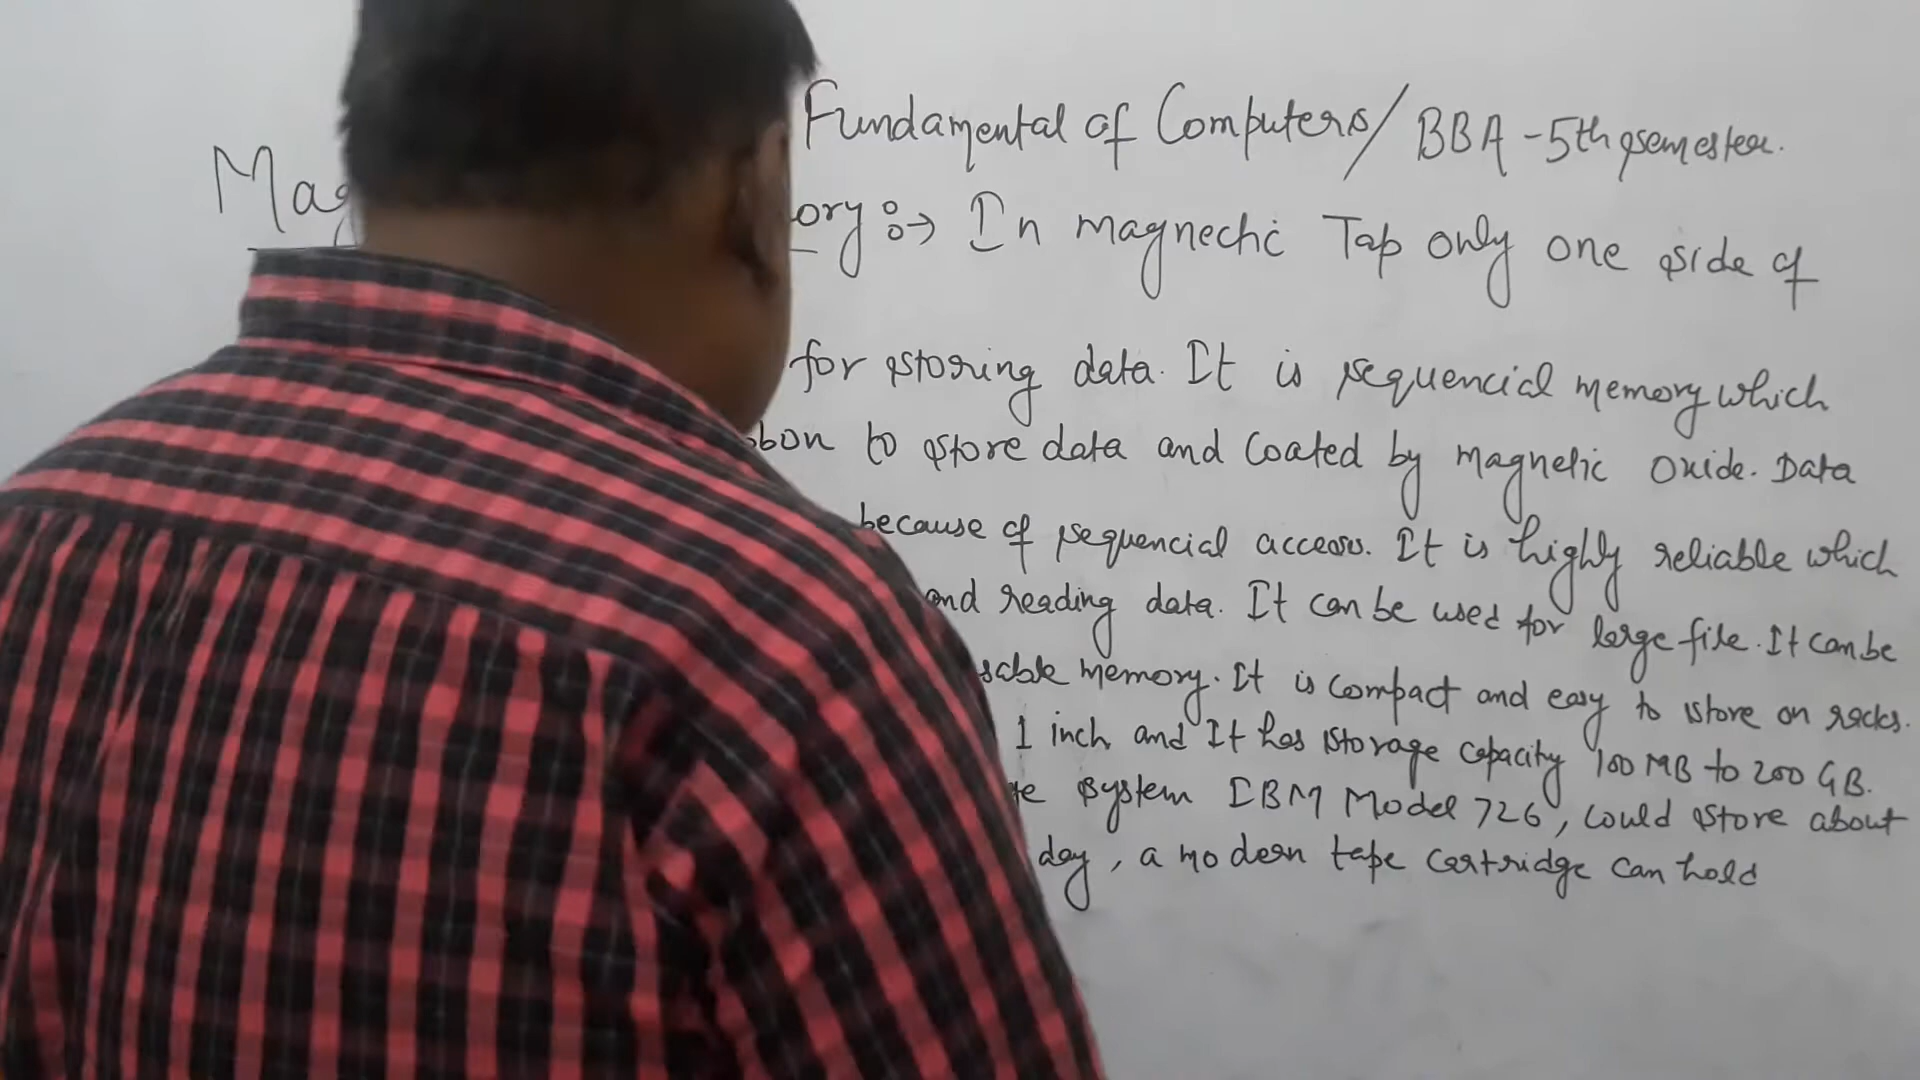 Fundamental of Computers/BBA-5th semester.
Mag ory :→ In magnectic Tap only one side of
for storing data. It is sequencial memory which
bon to store data and Coated by magnetic oxide. Data
because of sequencial access. It is highly reliable which
and reading data. It can be used for large file. It can be
sable memory. It is compact and easy to store on racks.
1 inch and It has storage capacity 100 MB to 200 GB.
te system IBM Model 726, could store about
day, a modern tape cartridge can hold